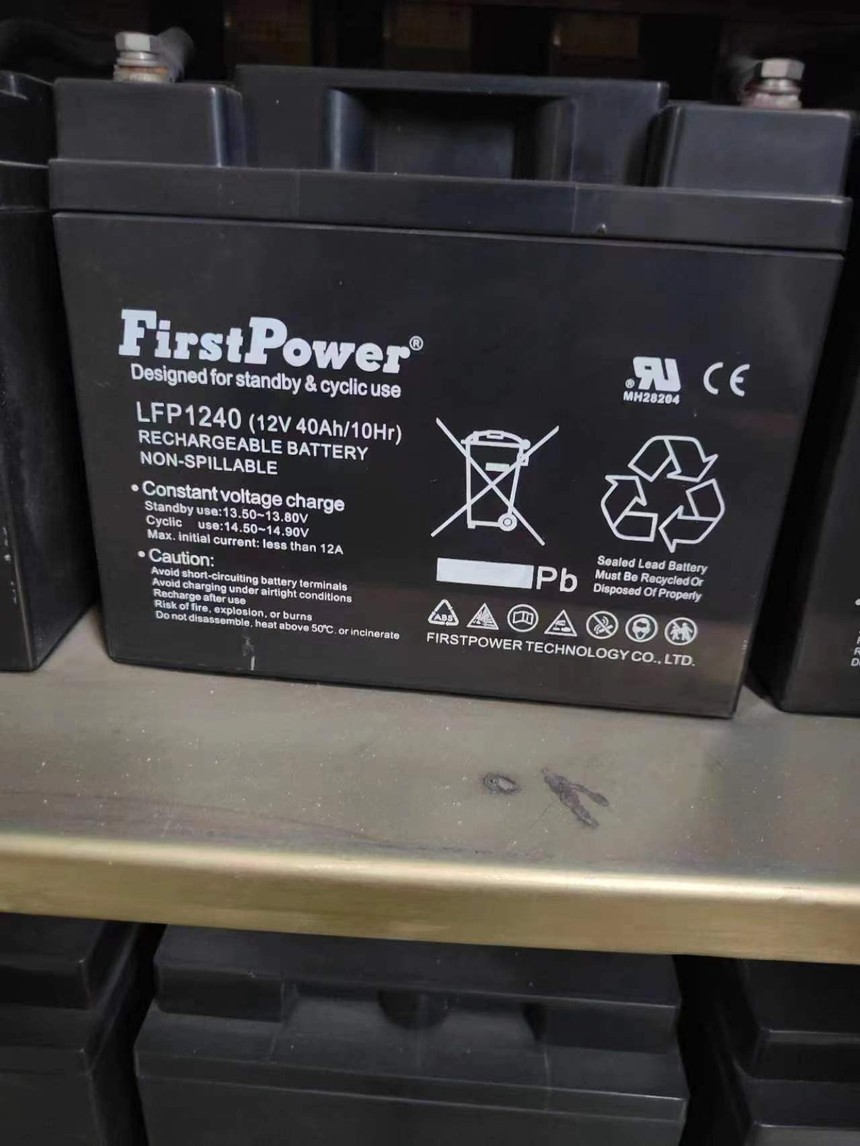 FirstPower®
Designed for standby & cyclic use
LFP1240 (12V 40Ah/10Hr)
RECHARGEABLE BATTERY
NON-SPILLABLE
• Constant voltage charge
Standby use:13.50~13.80V
Cyclic use:14.50~14.90V
Max. initial current: less than 12A
• Caution:
Avoid short-circuiting battery terminals
Avoid charging under airtight conditions
Recharge after use
Risk of fire, explosion, or burns
Do not disassemble, heat above 50°C, or incinerate
RU
CE
MH28204
Pb
Sealed Lead Battery
Must Be Recycled Or
Disposed Of Properly
ABS
FIRSTPOWER TECHNOLOGY CO., LTD.